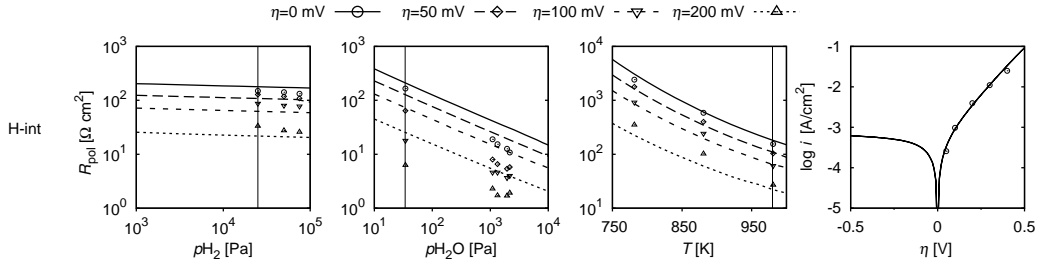 η=0 mV η=50 mV η=100 mV η=200 mV
H-int
R_pol [Ω cm²]
10³
10²
10¹
10⁰
10³ 10⁴ 10⁵
pH₂ [Pa]
10³
10²
10¹
10⁰
10¹ 10² 10³ 10⁴
pH₂O [Pa]
10⁴
10³
10²
10¹
750 850 950
T [K]
log i [A/cm²]
-1
-2
-3
-4
-5
-0.5 0 0.5
η [V]